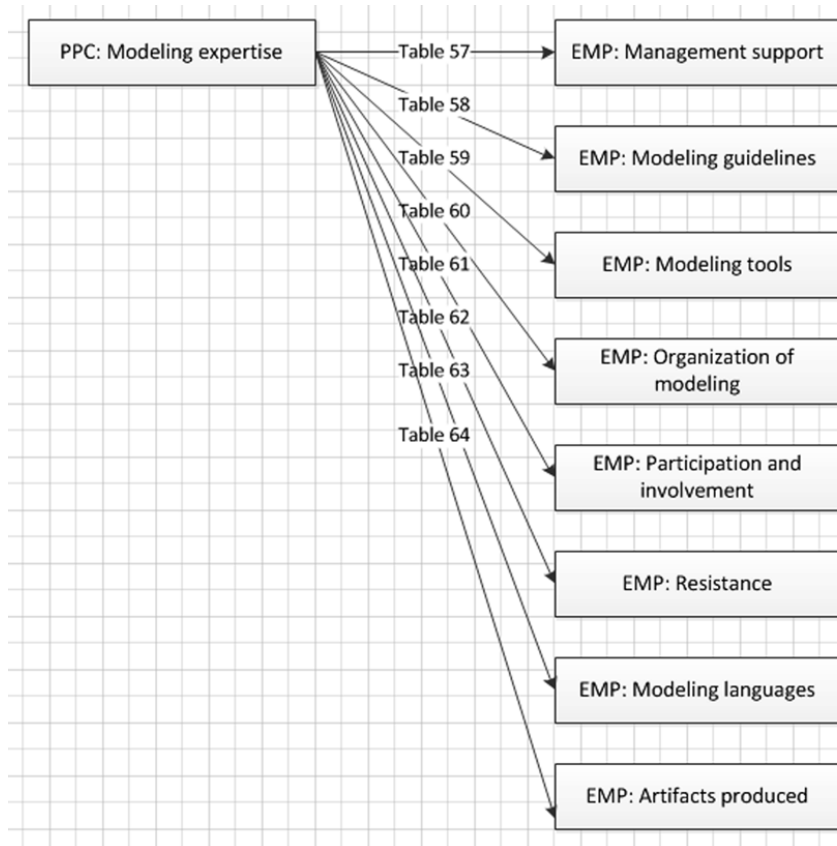 PPC: Modeling expertise
Table 57
EMP: Management support
Table 58
EMP: Modeling guidelines
Table 59
EMP: Modeling tools
Table 60
EMP: Organization of
modeling
Table 61
EMP: Participation and
involvement
Table 62
EMP: Resistance
Table 63
EMP: Modeling languages
Table 64
EMP: Artifacts produced